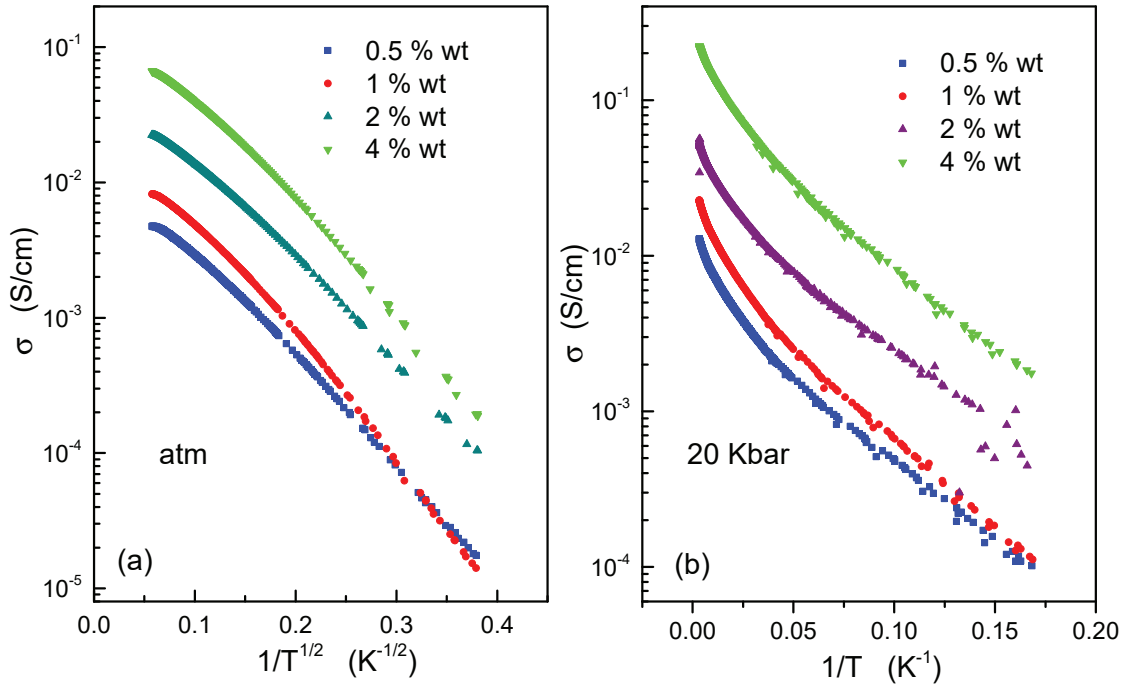 10⁻¹
10⁻²
10⁻³
10⁻⁴
10⁻⁵
σ (S/cm)
0.5 % wt
1 % wt
2 % wt
4 % wt
atm
(a)
0.0 0.1 0.2 0.3 0.4
1/T^{1/2} (K^{-1/2})
10⁻¹
10⁻²
10⁻³
10⁻⁴
σ (S/cm)
0.5 % wt
1 % wt
2 % wt
4 % wt
20 Kbar
(b)
0.00 0.05 0.10 0.15 0.20
1/T (K⁻¹)